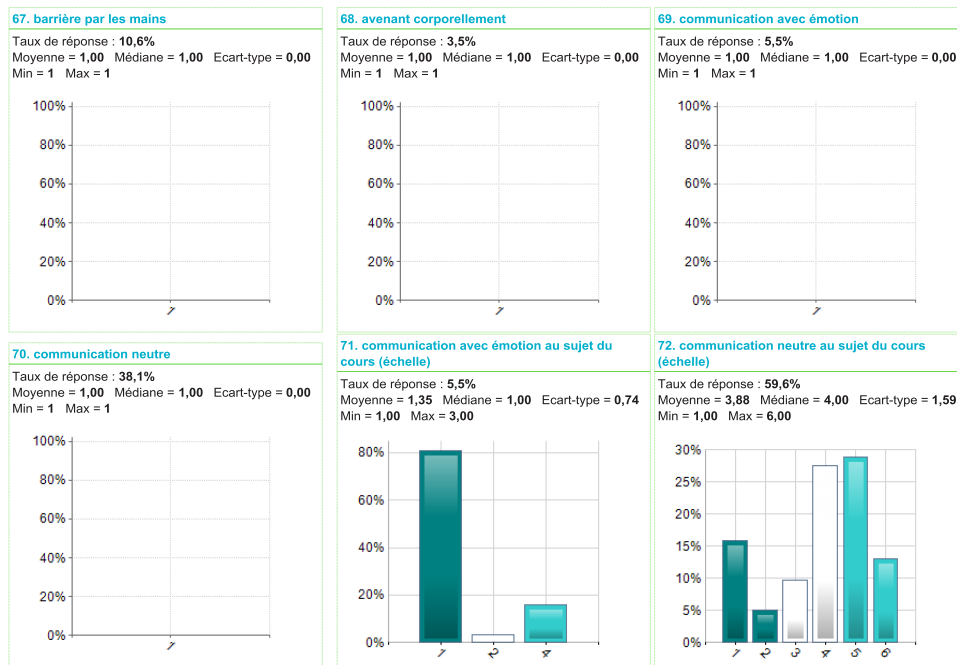 67. barrière par les mains
Taux de réponse : 10,6%
Moyenne = 1,00 Médiane = 1,00 Ecart-type = 0,00
Min = 1 Max = 1
100%
80%
60%
40%
20%
0%
1
68. avenant corporellement
Taux de réponse : 3,5%
Moyenne = 1,00 Médiane = 1,00 Ecart-type = 0,00
Min = 1 Max = 1
100%
80%
60%
40%
20%
0%
1
69. communication avec émotion
Taux de réponse : 5,5%
Moyenne = 1,00 Médiane = 1,00 Ecart-type = 0,00
Min = 1 Max = 1
100%
80%
60%
40%
20%
0%
1
70. communication neutre
Taux de réponse : 38,1%
Moyenne = 1,00 Médiane = 1,00 Ecart-type = 0,00
Min = 1 Max = 1
100%
80%
60%
40%
20%
0%
1
71. communication avec émotion au sujet du
cours (échelle)
Taux de réponse : 5,5%
Moyenne = 1,35 Médiane = 1,00 Ecart-type = 0,74
Min = 1,00 Max = 3,00
80%
60%
40%
20%
0%
1 2 4
72. communication neutre au sujet du cours
(échelle)
Taux de réponse : 59,6%
Moyenne = 3,88 Médiane = 4,00 Ecart-type = 1,59
Min = 1,00 Max = 6,00
30%
25%
20%
15%
10%
5%
0%
1 2 3 4 5 6